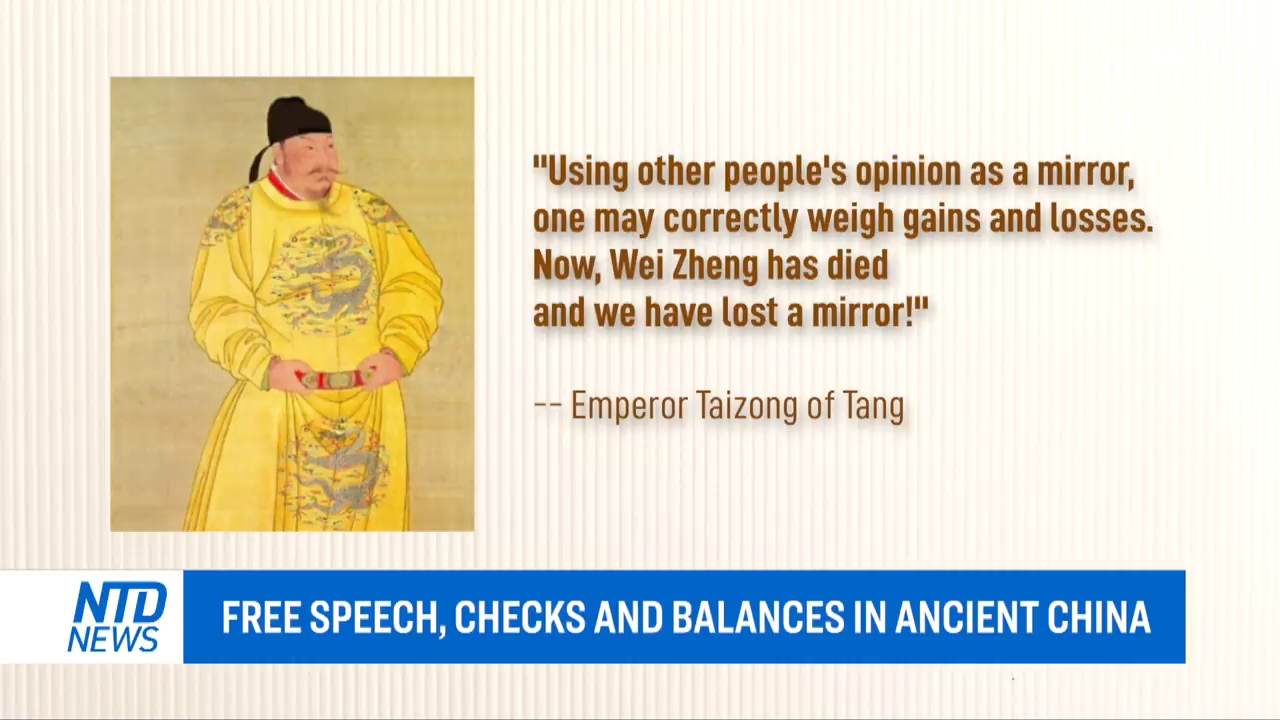 "Using other people's opinion as a mirror,
one may correctly weigh gains and losses.
Now, Wei Zheng has died
and we have lost a mirror!"
-- Emperor Taizong of Tang
NTD
NEWS
FREE SPEECH, CHECKS AND BALANCES IN ANCIENT CHINA